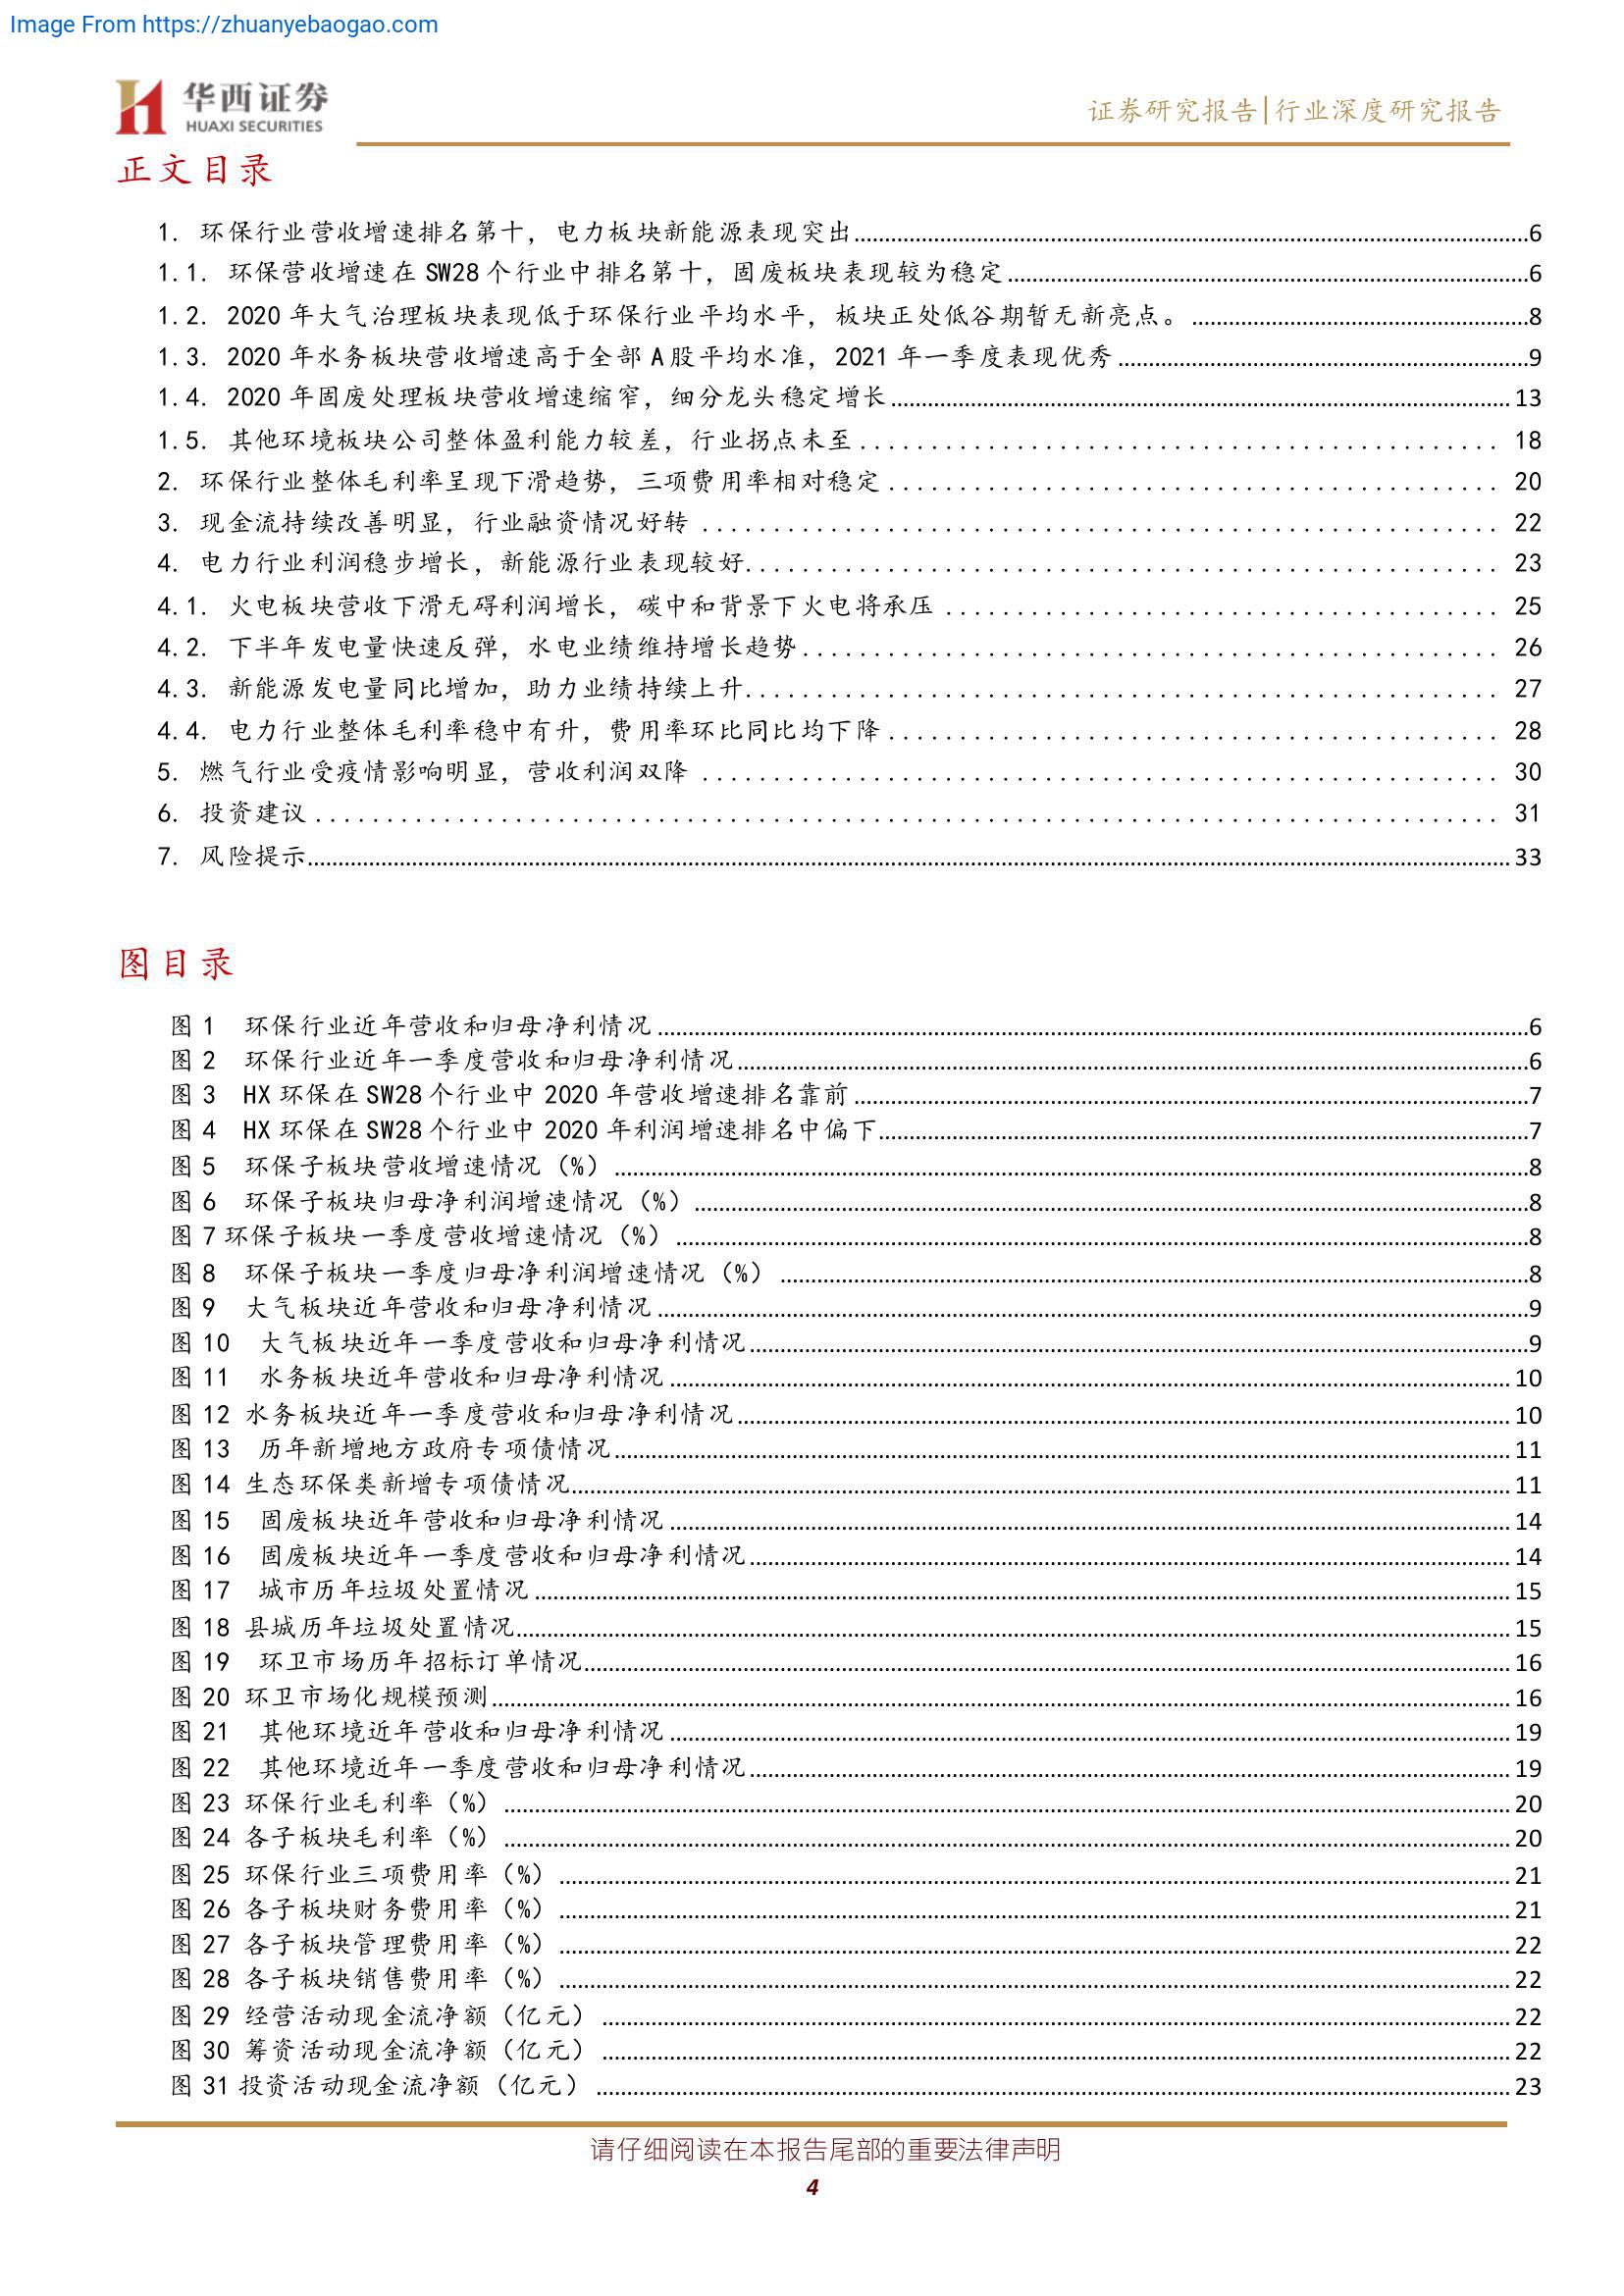 Image From https://zhuanyebaogao.com
华西证券
HUAXI SECURITIES
证券研究报告|行业深度研究报告
正文目录
1. 环保行业营收增速排名第十，电力板块新能源表现突出........6
1.1. 环保营收增速在 SW28 个行业中排名第十，固废板块表现较为稳定........6
1.2. 2020 年大气治理板块表现低于环保行业平均水平，板块正处低谷期暂无新亮点。........8
1.3. 2020 年水务板块营收增速高于全部 A 股平均水准，2021 年一季度表现优秀........9
1.4. 2020 年固废处理板块营收增速缩窄，细分龙头稳定增长........13
1.5. 其他环境板块公司整体盈利能力较差，行业拐点未至........18
2. 环保行业整体毛利率呈现下滑趋势，三项费用率相对稳定........20
3. 现金流持续改善明显，行业融资情况好转........22
4. 电力行业利润稳步增长，新能源行业表现较好........23
4.1. 火电板块营收下滑无碍利润增长，碳中和背景下火电将承压........25
4.2. 下半年发电量快速反弹，水电业绩维持增长趋势........26
4.3. 新能源发电量同比增加，助力业绩持续上升........27
4.4. 电力行业整体毛利率稳中有升，费用率环比同比均下降........28
5. 燃气行业受疫情影响明显，营收利润双降........30
6. 投资建议........31
7. 风险提示........33
图目录
图 1 环保行业近年营收和归母净利情况........6
图 2 环保行业近年一季度营收和归母净利情况........6
图 3 HX 环保在 SW28 个行业中 2020 年营收增速排名靠前........7
图 4 HX 环保在 SW28 个行业中 2020 年利润增速排名中偏下........7
图 5 环保子板块营收增速情况（%）........8
图 6 环保子板块归母净利润增速情况（%）........8
图 7 环保子板块一季度营收增速情况（%）........8
图 8 环保子板块一季度归母净利润增速情况（%）........8
图 9 大气板块近年营收和归母净利情况........9
图 10 大气板块近年一季度营收和归母净利情况........9
图 11 水务板块近年营收和归母净利情况........10
图 12 水务板块近年一季度营收和归母净利情况........10
图 13 历年新增地方政府专项债情况........11
图 14 生态环保类新增专项债情况........11
图 15 固废板块近年营收和归母净利情况........14
图 16 固废板块近年一季度营收和归母净利情况........14
图 17 城市历年垃圾处置情况........15
图 18 县城历年垃圾处置情况........15
图 19 环卫市场历年招标订单情况........16
图 20 环卫市场化规模预测........16
图 21 其他环境近年营收和归母净利情况........19
图 22 其他环境近年一季度营收和归母净利情况........19
图 23 环保行业毛利率（%）........20
图 24 各子板块毛利率（%）........20
图 25 环保行业三项费用率（%）........21
图 26 各子板块财务费用率（%）........21
图 27 各子板块管理费用率（%）........22
图 28 各子板块销售费用率（%）........22
图 29 经营活动现金流净额（亿元）........22
图 30 筹资活动现金流净额（亿元）........22
图 31 投资活动现金流净额（亿元）........23
请仔细阅读在本报告尾部的重要法律声明
4